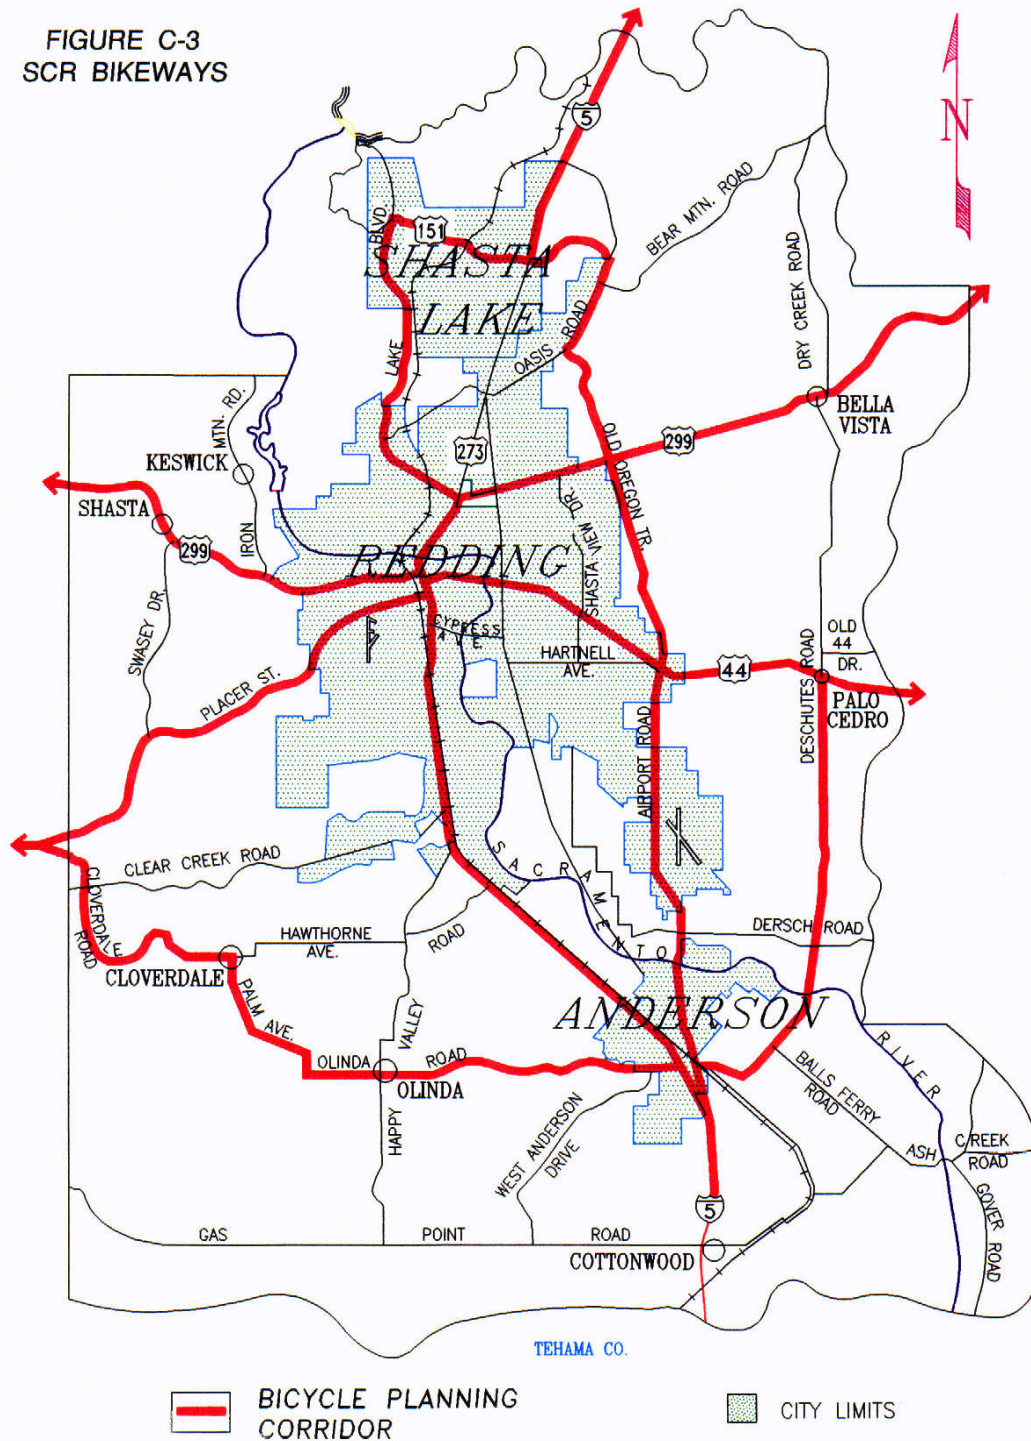 FIGURE C-3
SCR BIKEWAYS
N
5
BLVD.
151
SHASTA
LAKE
LAKE
OASIS ROAD
BEAR MTN. ROAD
DRY CREEK ROAD
BELLA
VISTA
MTN. RD.
KESWICK
273
299
OLD OREGON TR.
SHASTA
299
IRON
REDDING
SHASTA VIEW DR.
SWASEY DR.
CYPRESS
AVE
HARTNELL
AVE.
OLD
44
DR.
44
PLACER ST.
DESCHUTES ROAD
PALO
CEDRO
AIRPORT ROAD
CLEAR CREEK ROAD
SACRAMENTO
CLOVERDALE
ROAD
HAWTHORNE
AVE.
ROAD
DERSCH ROAD
CLOVERDALE
PALM AVE.
VALLEY
ANDERSON
RIVER
OLINDA
ROAD
OLINDA
BALLS FERRY
ROAD
HAPPY
WEST ANDERSON
DRIVE
ASH CREEK
ROAD
GOVER ROAD
5
GAS POINT ROAD
COTTONWOOD
TEHAMA CO.
BICYCLE PLANNING
CORRIDOR
CITY LIMITS